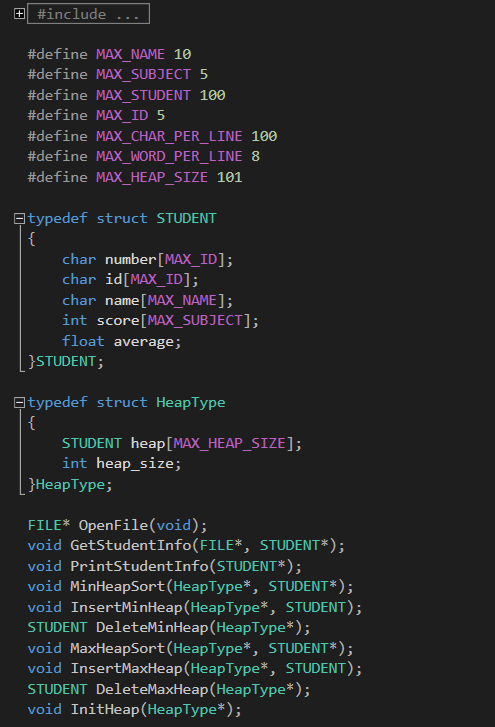 #include ...
#define MAX_NAME 10
#define MAX_SUBJECT 5
#define MAX_STUDENT 100
#define MAX_ID 5
#define MAX_CHAR_PER_LINE 100
#define MAX_WORD_PER_LINE 8
#define MAX_HEAP_SIZE 101
typedef struct STUDENT
{
    char number[MAX_ID];
    char id[MAX_ID];
    char name[MAX_NAME];
    int score[MAX_SUBJECT];
    float average;
}STUDENT;
typedef struct HeapType
{
    STUDENT heap[MAX_HEAP_SIZE];
    int heap_size;
}HeapType;
FILE* OpenFile(void);
void GetStudentInfo(FILE*, STUDENT*);
void PrintStudentInfo(STUDENT*);
void MinHeapSort(HeapType*, STUDENT*);
void InsertMinHeap(HeapType*, STUDENT);
STUDENT DeleteMinHeap(HeapType*);
void MaxHeapSort(HeapType*, STUDENT*);
void InsertMaxHeap(HeapType*, STUDENT);
STUDENT DeleteMaxHeap(HeapType*);
void InitHeap(HeapType*);